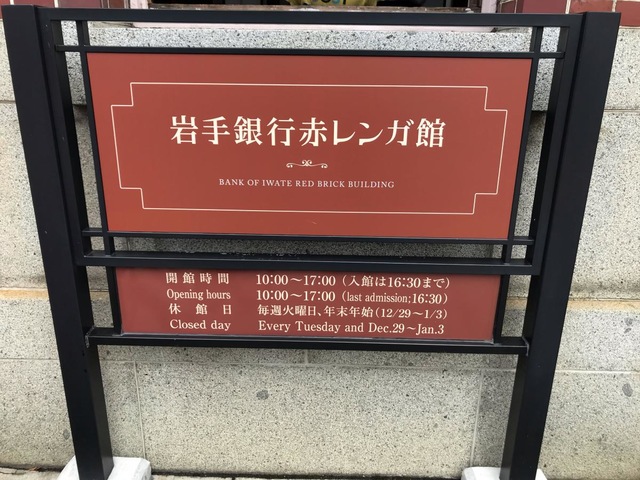 岩手銀行赤レンガ館
BANK OF IWATE RED BRICK BUILDING
開館時間 10:00～17:00（入館は16:30まで）
Opening hours 10:00～17:00（last admission;16:30）
休館日 毎週火曜日、年末年始（12/29～1/3）
Closed day Every Tuesday and Dec.29～Jan.3